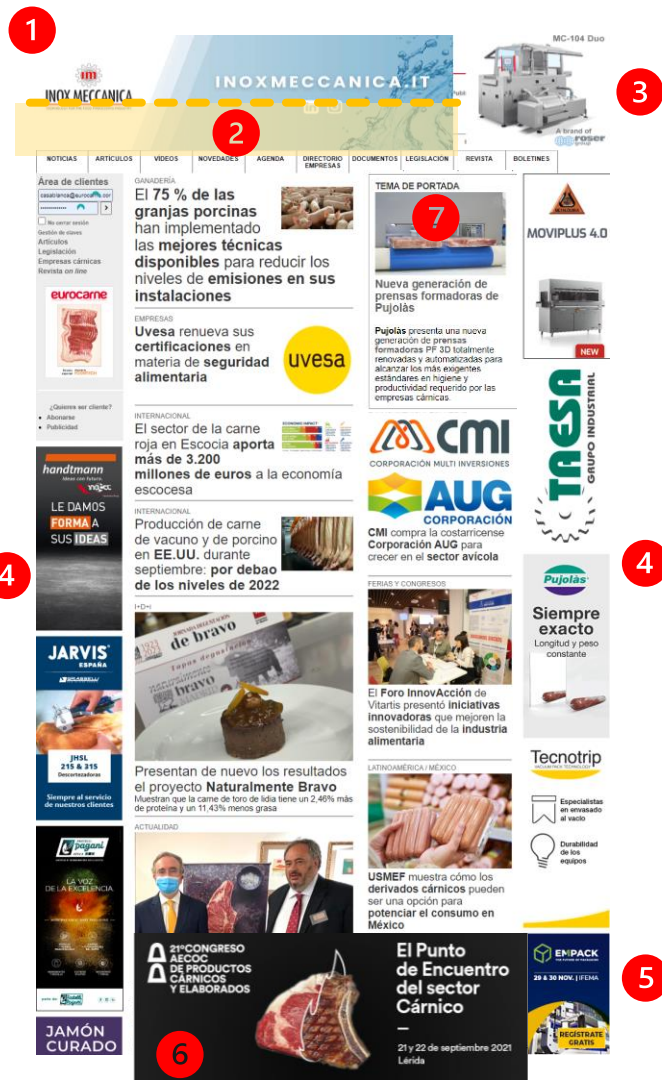 1
im
INOX MECCANICA
INOXMECCANICA.IT
2
MC-104 Duo
A brand of
roser
group
3
NOTICIAS
ARTÍCULOS
VÍDEOS
NOVEDADES
AGENDA
DIRECTORIO
EMPRESAS
DOCUMENTOS
LEGISLACIÓN
REVISTA
BOLETINES
Área de clientes
No cerrar sesión
Gestión de claves
Artículos
Legislación
Empresas cárnicas
Revista on line
eurocarne
¿Quieres ser cliente?
Abonarse
Publicidad
handtmann
Ideas con futuro.
LE DAMOS
FORMA A
SUS IDEAS
4
JARVIS
ESPAÑA
JHSL
215 & 315
Descortezadoras
Siempre al servicio
de nuestros clientes
pagani
LA VOZ
DE LA EXCELENCIA
JAMÓN
CURADO
GANADERÍA
El 75 % de las
granjas porcinas
han implementado
las mejores técnicas
disponibles para reducir los
niveles de emisiones en sus
instalaciones
EMPRESAS
Uvesa renueva sus
certificaciones en
materia de seguridad
alimentaria
uvesa
INTERNACIONAL
El sector de la carne
roja en Escocia aporta
más de 3.200
millones de euros a la economía
escocesa
ECONOMIC IMPACT
INTERNACIONAL
Producción de carne
de vacuno y de porcino
en EE.UU. durante
septiembre: por debao
de los niveles de 2022
I+D+i
JORNADA DEGUSTACIÓN
de bravo
bravo
Presentan de nuevo los resultados
el proyecto Naturalmente Bravo
Muestran que la carne de toro de lidia tiene un 2,46% más
de proteína y un 11,43% menos grasa
ACTUALIDAD
TEMA DE PORTADA
7
Nueva generación de
prensas formadoras de
Pujolàs
Pujolàs presenta una nueva
generación de prensas
formadoras PF 3D totalmente
renovadas y automatizadas para
alcanzar los más exigentes
estándares en higiene y
productividad requerido por las
empresas cárnicas.
CMI
CORPORACIÓN MULTI INVERSIONES
AUG
CORPORACIÓN
CMI compra la costarricense
Corporación AUG para
crecer en el sector avícola
FERIAS Y CONGRESOS
El Foro InnovAcción de
Vitartis presentó iniciativas
innovadoras que mejoren la
sostenibilidad de la industria
alimentaria
LATINOAMÉRICA / MÉXICO
USMEF muestra cómo los
derivados cárnicos pueden
ser una opción para
potenciar el consumo en
México
MOVIPLUS 4.0
NEW
TAESA
GRUPO INDUSTRIAL
4
Pujolàs
Siempre
exacto
Longitud y peso
constante
Tecnotrip
Especialistas
en envasado
al vacío
Durabilidad
de los
equipos
21ºCONGRESO
AECOC
DE PRODUCTOS
CÁRNICOS
Y ELABORADOS
6
El Punto
de Encuentro
del sector
Cárnico
21 y 22 de septiembre 2021
Lérida
EMPACK
29 & 30 NOV. | IFEMA
REGÍSTRATE
GRATIS
5